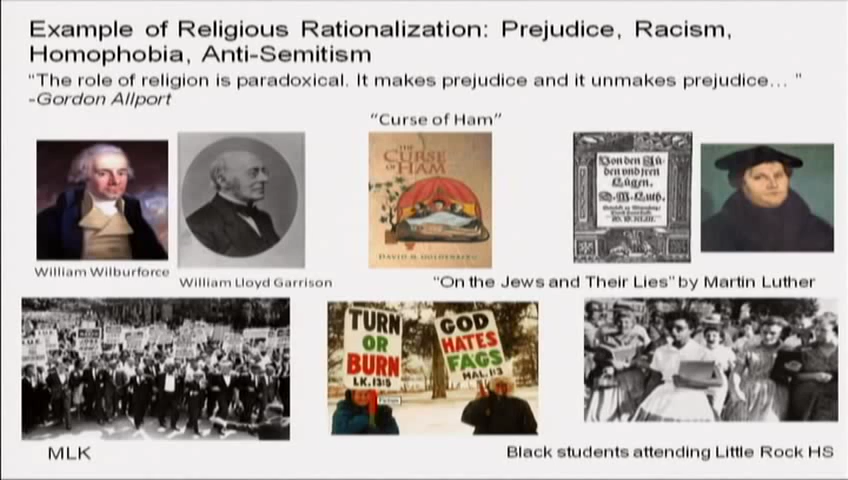 Example of Religious Rationalization: Prejudice, Racism,
Homophobia, Anti-Semitism
"The role of religion is paradoxical. It makes prejudice and it unmakes prejudice… "
-Gordon Allport
"Curse of Ham"
THE
CURSE
OF HAM
DAVID M. GOLDENBERG
Von den Jü-
den und jren
Lügen.
D. M. Luth.
William Wilburforce
William Lloyd Garrison
"On the Jews and Their Lies" by Martin Luther
TURN
OR
BURN
LK.13:5
GOD
HATES
FAGS
MAL.1:3
MLK
Black students attending Little Rock HS